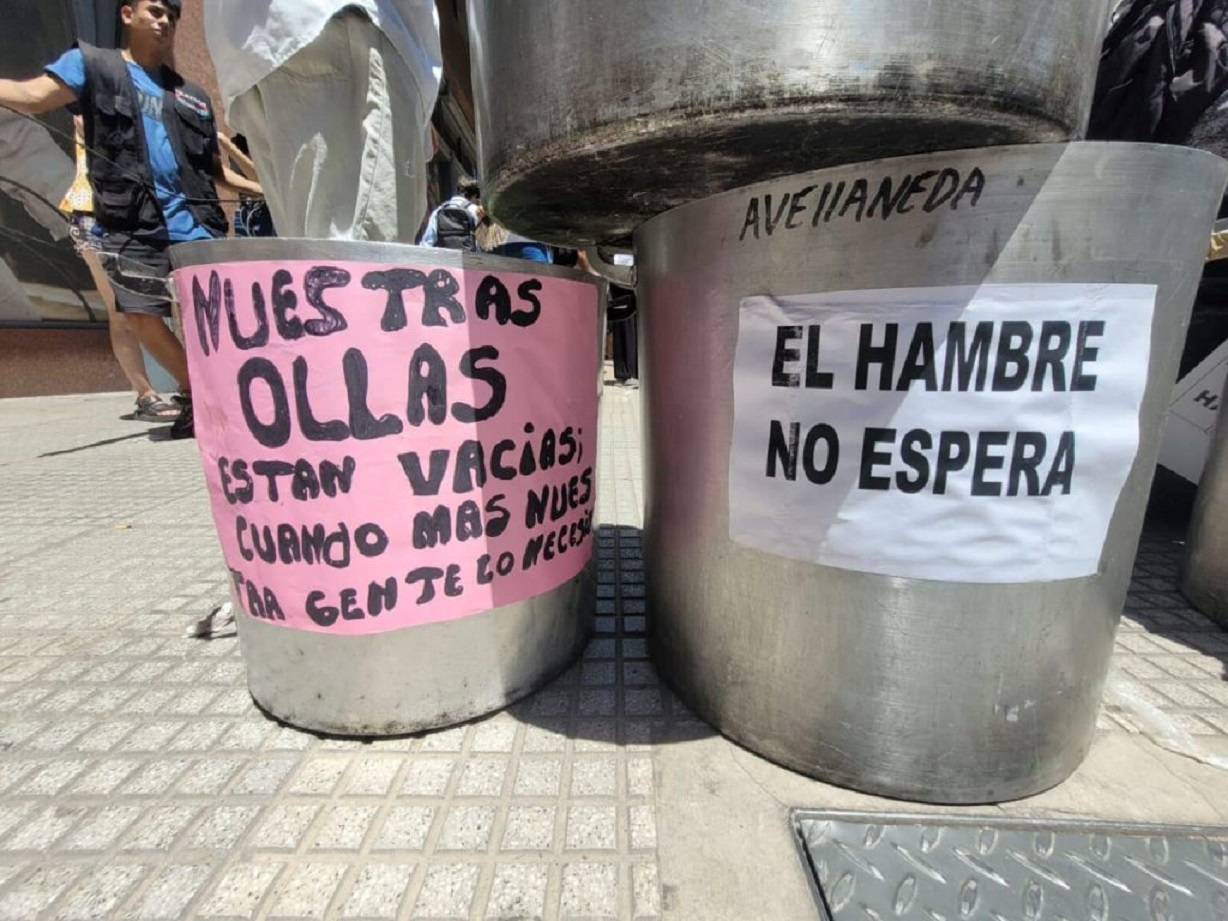 NUESTRAS
OLLAS
ESTAN VACIAS;
CUANDO MAS NUES
TRA GENTE LO NECESI
AVEllANEDA
EL HAMBRE
NO ESPERA